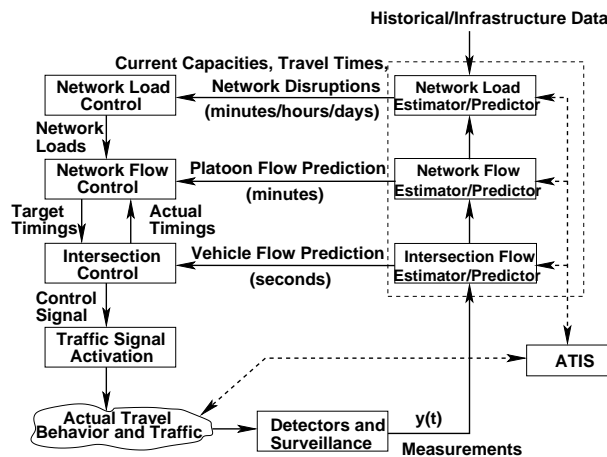 Historical/Infrastructure Data
Current Capacities, Travel Times,
Network Load
Control
Network Disruptions
(minutes/hours/days)
Network Load
Estimator/Predictor
Network
Loads
Network Flow
Control
Platoon Flow Prediction
(minutes)
Network Flow
Estimator/Predictor
Target
Timings
Actual
Timings
Intersection
Control
Vehicle Flow Prediction
(seconds)
Intersection Flow
Estimator/Predictor
Control
Signal
Traffic Signal
Activation
ATIS
Actual Travel
Behavior and Traffic
Detectors and
Surveillance
y(t)
Measurements